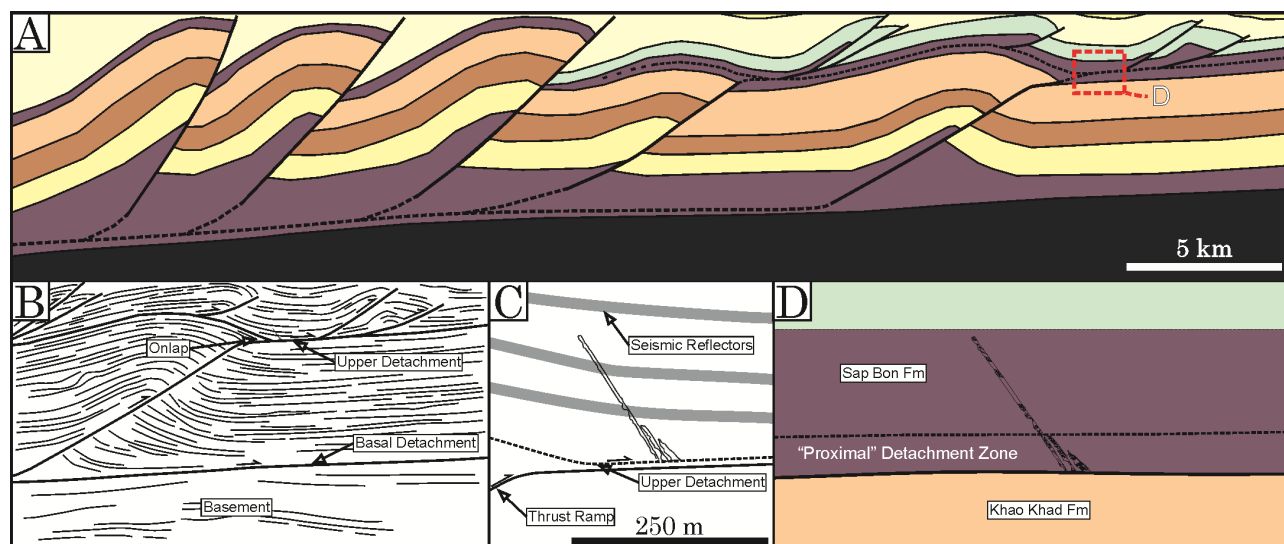 A
D
5 km
B
Onlap
Upper Detachment
Basal Detachment
Basement
C
Seismic Reflectors
Upper Detachment
Thrust Ramp
250 m
D
Sap Bon Fm
"Proximal" Detachment Zone
Khao Khad Fm